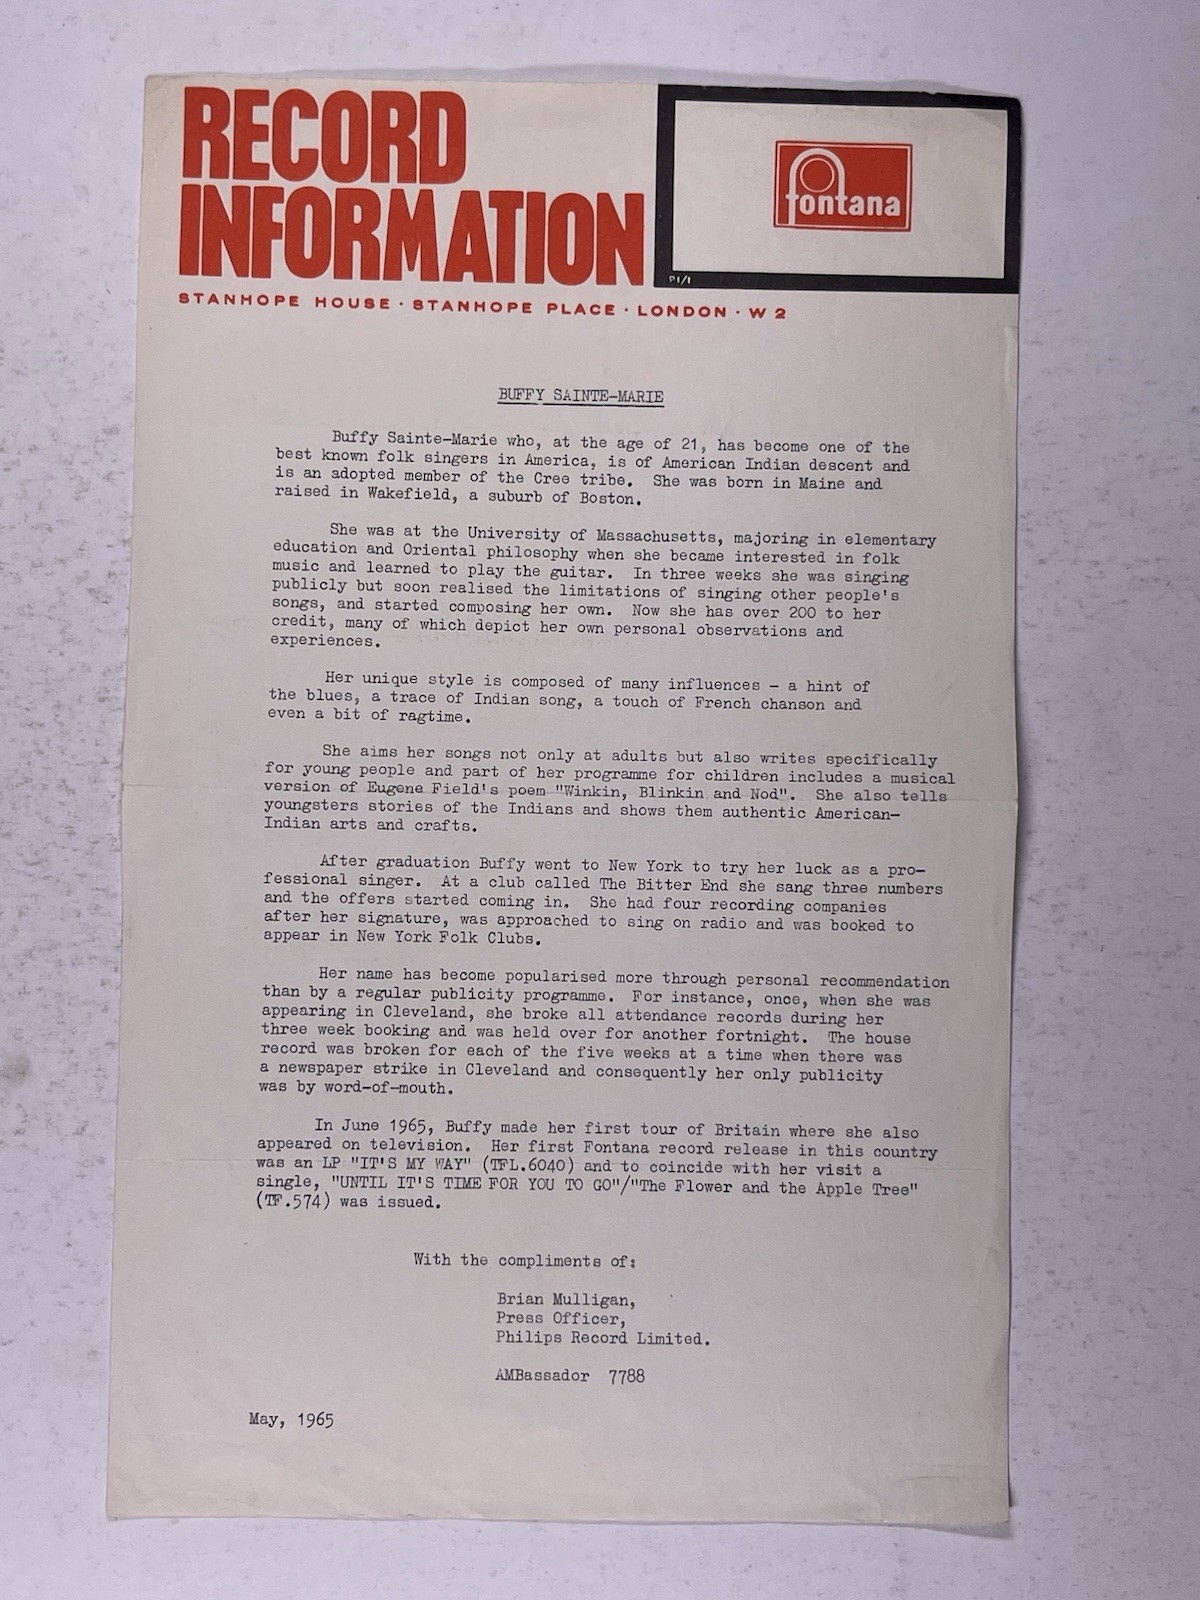 RECORD
INFORMATION
fontana
P1/1
STANHOPE HOUSE · STANHOPE PLACE · LONDON · W 2
BUFFY SAINTE-MARIE
Buffy Sainte-Marie who, at the age of 21, has become one of the
best known folk singers in America, is of American Indian descent and
is an adopted member of the Cree tribe. She was born in Maine and
raised in Wakefield, a suburb of Boston.
She was at the University of Massachusetts, majoring in elementary
education and Oriental philosophy when she became interested in folk
music and learned to play the guitar. In three weeks she was singing
publicly but soon realised the limitations of singing other people's
songs, and started composing her own. Now she has over 200 to her
credit, many of which depict her own personal observations and
experiences.
Her unique style is composed of many influences - a hint of
the blues, a trace of Indian song, a touch of French chanson and
even a bit of ragtime.
She aims her songs not only at adults but also writes specifically
for young people and part of her programme for children includes a musical
version of Eugene Field's poem "Winkin, Blinkin and Nod". She also tells
youngsters stories of the Indians and shows them authentic American-
Indian arts and crafts.
After graduation Buffy went to New York to try her luck as a pro-
fessional singer. At a club called The Bitter End she sang three numbers
and the offers started coming in. She had four recording companies
after her signature, was approached to sing on radio and was booked to
appear in New York Folk Clubs.
Her name has become popularised more through personal recommendation
than by a regular publicity programme. For instance, once, when she was
appearing in Cleveland, she broke all attendance records during her
three week booking and was held over for another fortnight. The house
record was broken for each of the five weeks at a time when there was
a newspaper strike in Cleveland and consequently her only publicity
was by word-of-mouth.
In June 1965, Buffy made her first tour of Britain where she also
appeared on television. Her first Fontana record release in this country
was an LP "IT'S MY WAY" (TFL.6040) and to coincide with her visit a
single, "UNTIL IT'S TIME FOR YOU TO GO"/"The Flower and the Apple Tree"
(TF.574) was issued.
With the compliments of:
Brian Mulligan,
Press Officer,
Philips Record Limited.
AMBassador 7788
May, 1965